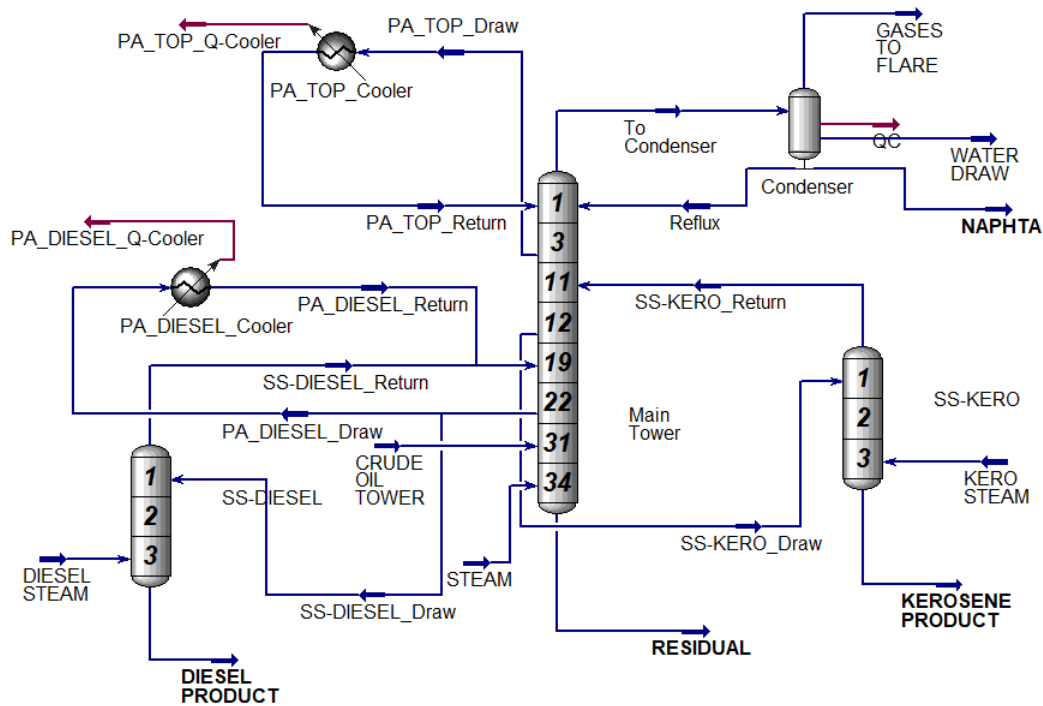 PA_TOP_Draw
PA_TOP_Q-Cooler
PA_TOP_Cooler
GASES
TO
FLARE
To
Condenser
QC
WATER
DRAW
Condenser
PA_TOP_Return
1
Reflux
NAPHTA
PA_DIESEL_Q-Cooler
3
11
SS-KERO_Return
PA_DIESEL_Return
PA_DIESEL_Cooler
12
19
SS-DIESEL_Return
22
PA_DIESEL_Draw
Main
Tower
1
2
3
SS-KERO
31
CRUDE
OIL
TOWER
34
KERO
STEAM
1
2
3
SS-DIESEL
SS-KERO_Draw
DIESEL
STEAM
STEAM
SS-DIESEL_Draw
KEROSENE
PRODUCT
RESIDUAL
DIESEL
PRODUCT